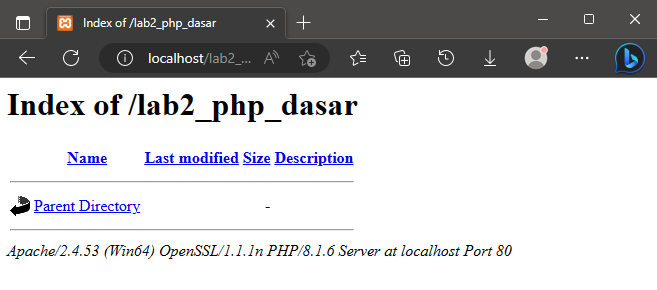 Index of /lab2_php_dasar
localhost/lab2_...
Index of /lab2_php_dasar
Name Last modified Size Description
Parent Directory -
Apache/2.4.53 (Win64) OpenSSL/1.1.1n PHP/8.1.6 Server at localhost Port 80